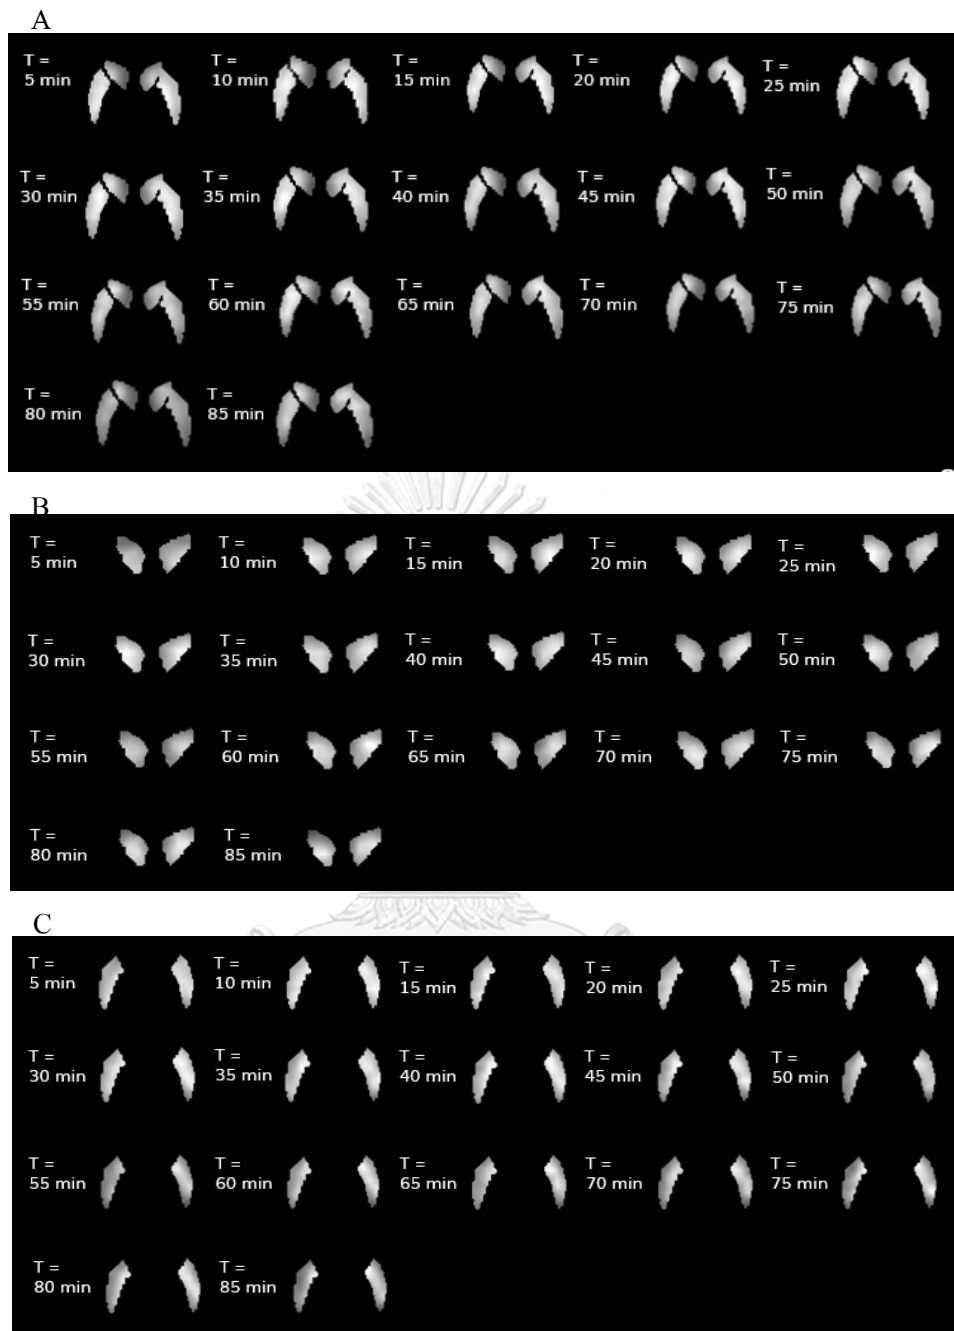 A
T =
5 min
T =
10 min
T =
15 min
T =
20 min
T =
25 min
T =
30 min
T =
35 min
T =
40 min
T =
45 min
T =
50 min
T =
55 min
T =
60 min
T =
65 min
T =
70 min
T =
75 min
T =
80 min
T =
85 min
B
T =
5 min
T =
10 min
T =
15 min
T =
20 min
T =
25 min
T =
30 min
T =
35 min
T =
40 min
T =
45 min
T =
50 min
T =
55 min
T =
60 min
T =
65 min
T =
70 min
T =
75 min
T =
80 min
T =
85 min
C
T =
5 min
T =
10 min
T =
15 min
T =
20 min
T =
25 min
T =
30 min
T =
35 min
T =
40 min
T =
45 min
T =
50 min
T =
55 min
T =
60 min
T =
65 min
T =
70 min
T =
75 min
T =
80 min
T =
85 min